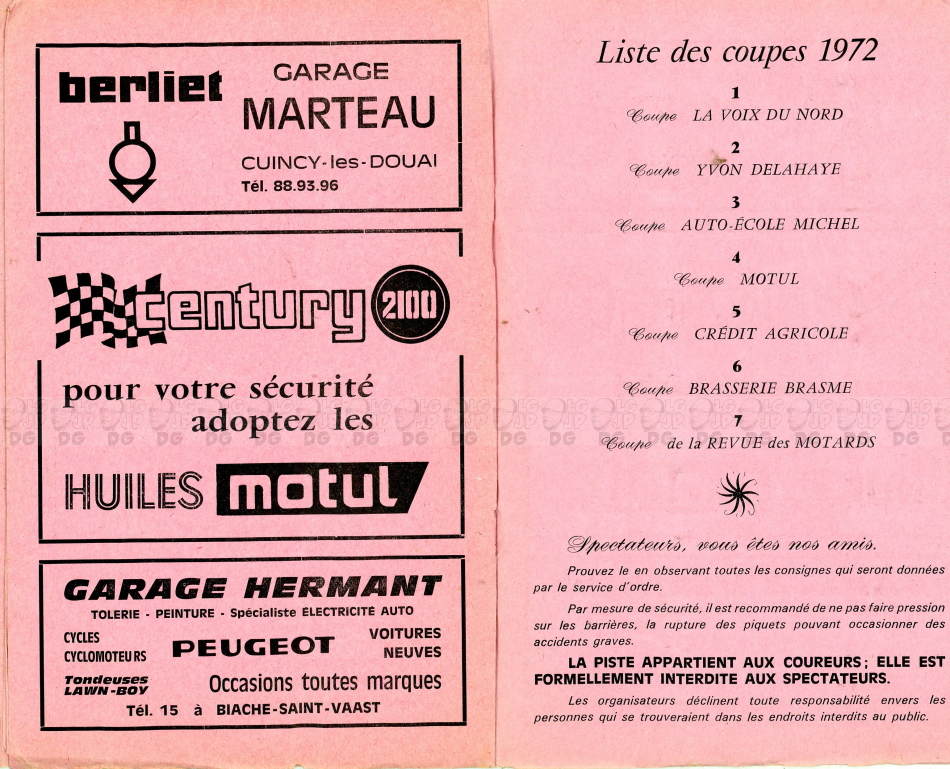 berliet
GARAGE
MARTEAU
CUINCY-les-DOUAI
Tél. 88.93.96
century 2100
pour votre sécurité
adoptez les
HUILES motul
GARAGE HERMANT
TOLERIE - PEINTURE - Spécialiste ÉLECTRICITÉ AUTO
CYCLES
CYCLOMOTEURS
PEUGEOT
VOITURES
NEUVES
Tondeuses
LAWN-BOY
Occasions toutes marques
Tél. 15 à BIACHE-SAINT-VAAST
Liste des coupes 1972
1
Coupe LA VOIX DU NORD
2
Coupe YVON DELAHAYE
3
Coupe AUTO-ÉCOLE MICHEL
4
Coupe MOTUL
5
Coupe CRÉDIT AGRICOLE
6
Coupe BRASSERIE BRASME
7
Coupe de la REVUE des MOTARDS
Spectateurs, vous êtes nos amis.
Prouvez le en observant toutes les consignes qui seront données
par le service d'ordre.
Par mesure de sécurité, il est recommandé de ne pas faire pression
sur les barrières, la rupture des piquets pouvant occasionner des
accidents graves.
LA PISTE APPARTIENT AUX COUREURS ; ELLE EST
FORMELLEMENT INTERDITE AUX SPECTATEURS.
Les organisateurs déclinent toute responsabilité envers les
personnes qui se trouveraient dans les endroits interdits au public.